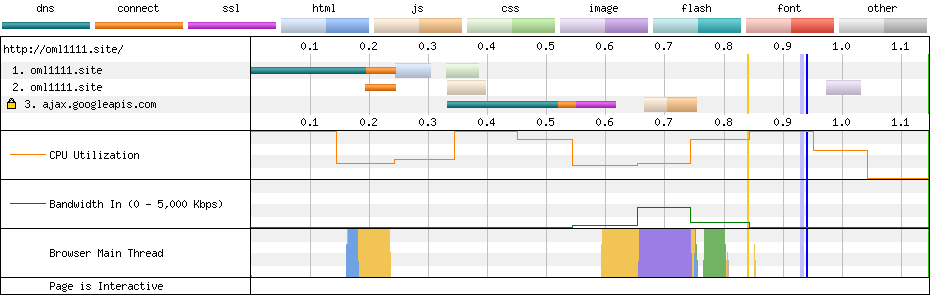 dns connect ssl html js css image flash font other
http://oml1111.site/ 0.1 0.2 0.3 0.4 0.5 0.6 0.7 0.8 0.9 1.0 1.1
1. oml1111.site
2. oml1111.site
3. ajax.googleapis.com
0.1 0.2 0.3 0.4 0.5 0.6 0.7 0.8 0.9 1.0 1.1
CPU Utilization
Bandwidth In (0 - 5,000 Kbps)
Browser Main Thread
Page is Interactive